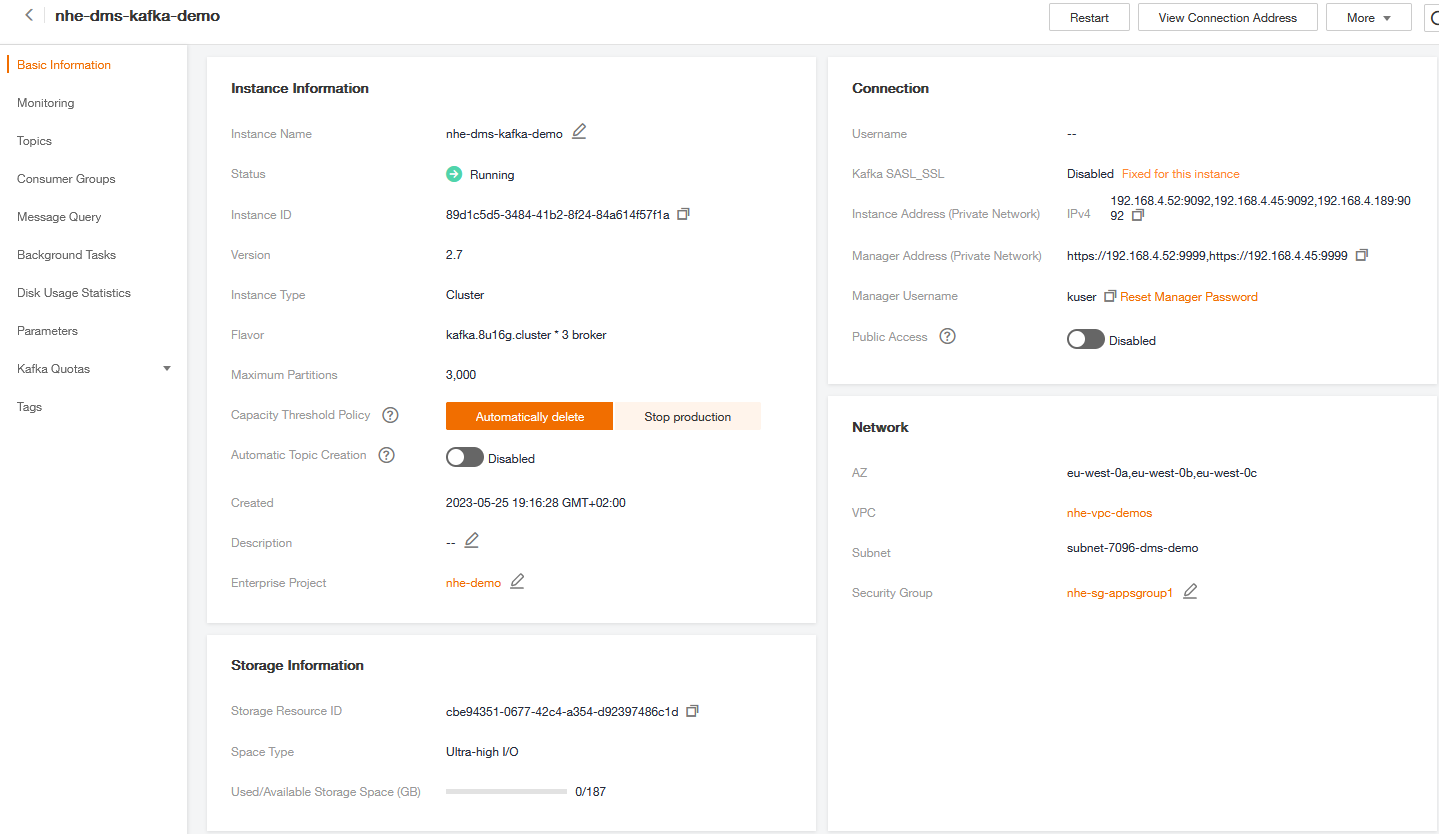 nhe-dms-kafka-demo
Restart
View Connection Address
More
Basic Information
Monitoring
Topics
Consumer Groups
Message Query
Background Tasks
Disk Usage Statistics
Parameters
Kafka Quotas
Tags
Instance Information
Instance Name nhe-dms-kafka-demo
Status Running
Instance ID 89d1c5d5-3484-41b2-8f24-84a614f57f1a
Version 2.7
Instance Type Cluster
Flavor kafka.8u16g.cluster * 3 broker
Maximum Partitions 3,000
Capacity Threshold Policy ? Automatically delete Stop production
Automatic Topic Creation ? Disabled
Created 2023-05-25 19:16:28 GMT+02:00
Description --
Enterprise Project nhe-demo
Storage Information
Storage Resource ID cbe94351-0677-42c4-a354-d92397486c1d
Space Type Ultra-high I/O
Used/Available Storage Space (GB) 0/187
Connection
Username --
Kafka SASL_SSL Disabled Fixed for this instance
Instance Address (Private Network) IPv4 192.168.4.52:9092,192.168.4.45:9092,192.168.4.189:90
92
Manager Address (Private Network) https://192.168.4.52:9999,https://192.168.4.45:9999
Manager Username kuser Reset Manager Password
Public Access ? Disabled
Network
AZ eu-west-0a,eu-west-0b,eu-west-0c
VPC nhe-vpc-demos
Subnet subnet-7096-dms-demo
Security Group nhe-sg-appsgroup1